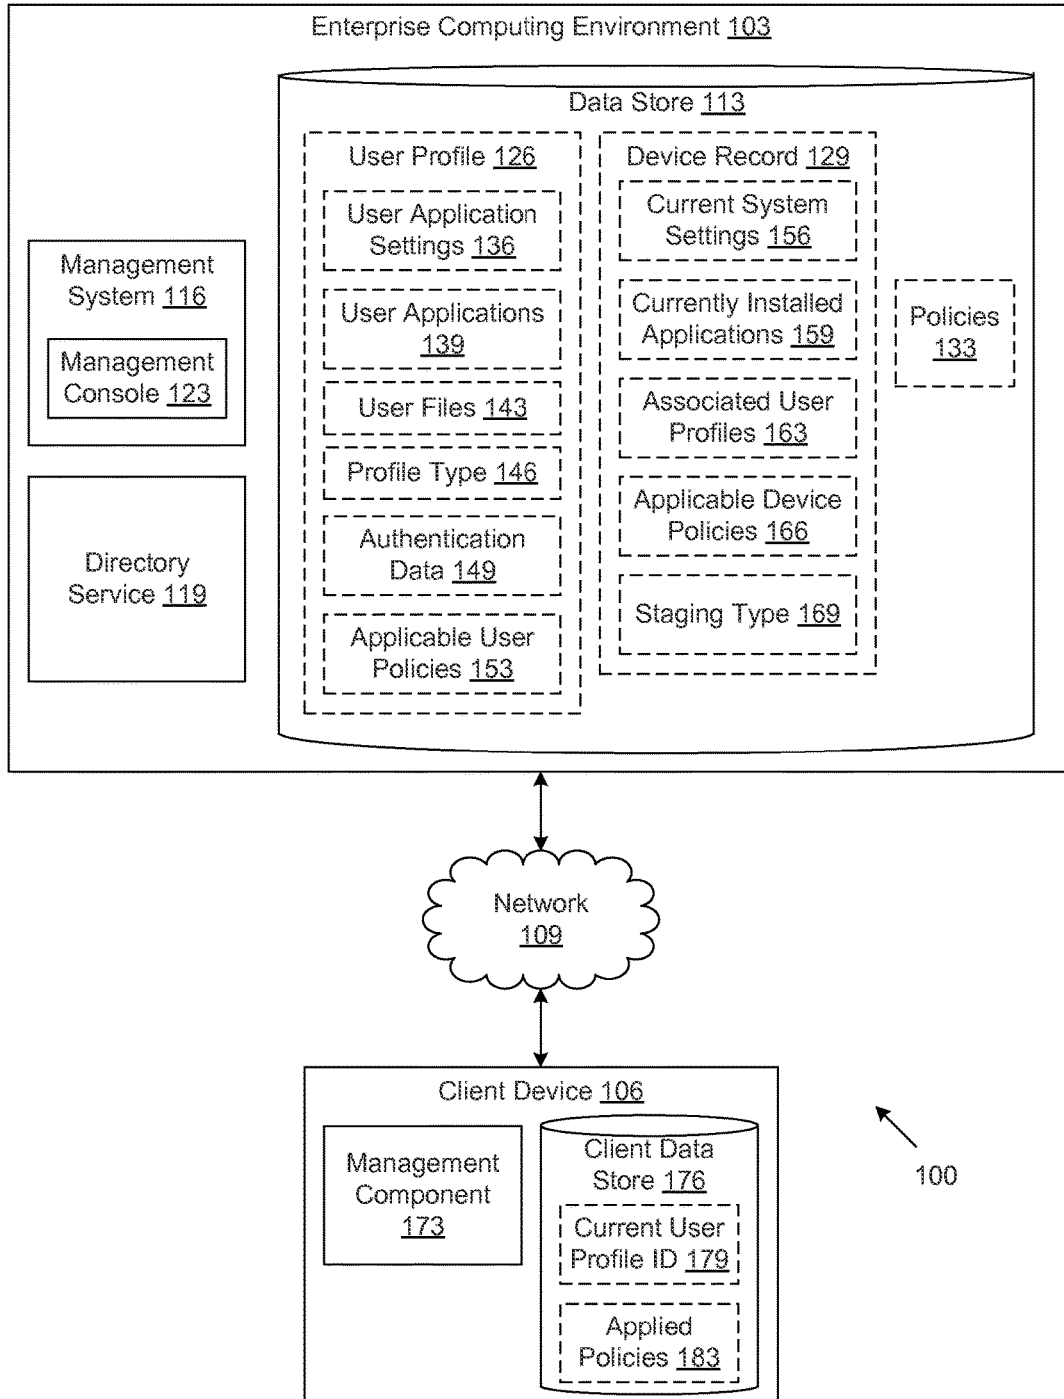 Enterprise Computing Environment 103
Data Store 113
User Profile 126
User Application
Settings 136
User Applications
139
User Files 143
Profile Type 146
Authentication
Data 149
Applicable User
Policies 153
Device Record 129
Current System
Settings 156
Currently Installed
Applications 159
Associated User
Profiles 163
Applicable Device
Policies 166
Staging Type 169
Policies
133
Management
System 116
Management
Console 123
Directory
Service 119
Network
109
Client Device 106
Management
Component
173
Client Data
Store 176
Current User
Profile ID 179
Applied
Policies 183
100